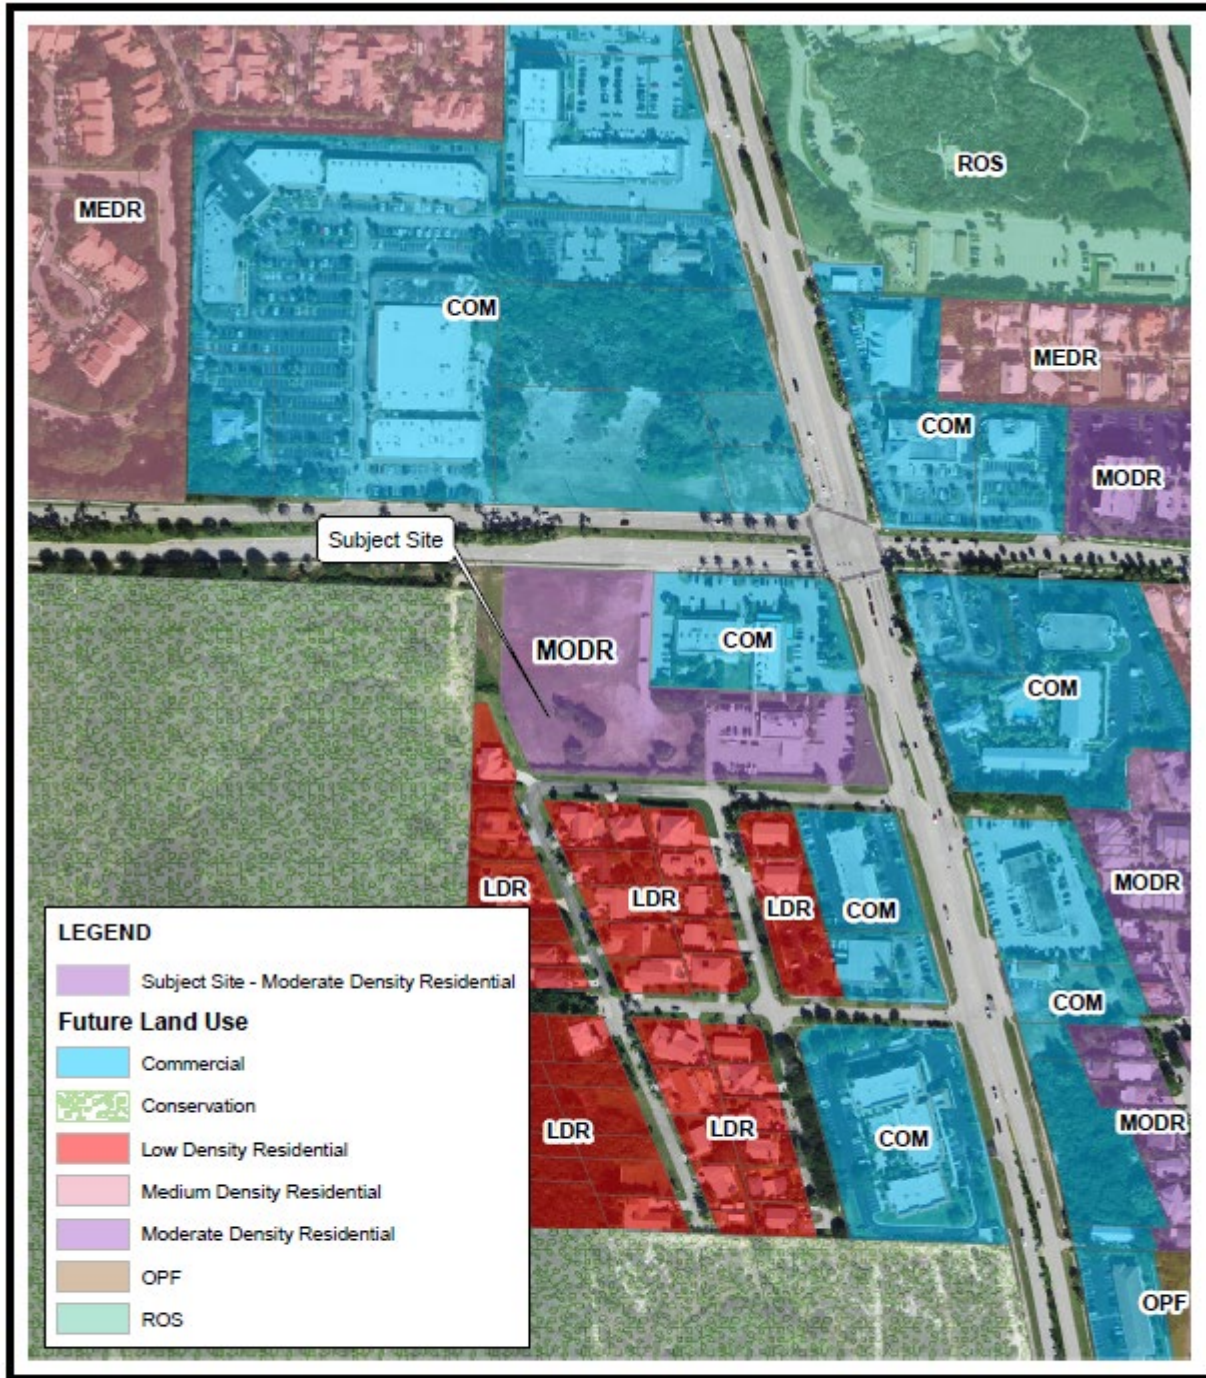 ROS
MEDR
COM
MEDR
COM
MODR
Subject Site
MODR
COM
COM
LDR
LDR
LDR
COM
MODR
COM
LDR
LDR
COM
MODR
OPF
LEGEND
Subject Site - Moderate Density Residential
Future Land Use
Commercial
Conservation
Low Density Residential
Medium Density Residential
Moderate Density Residential
OPF
ROS